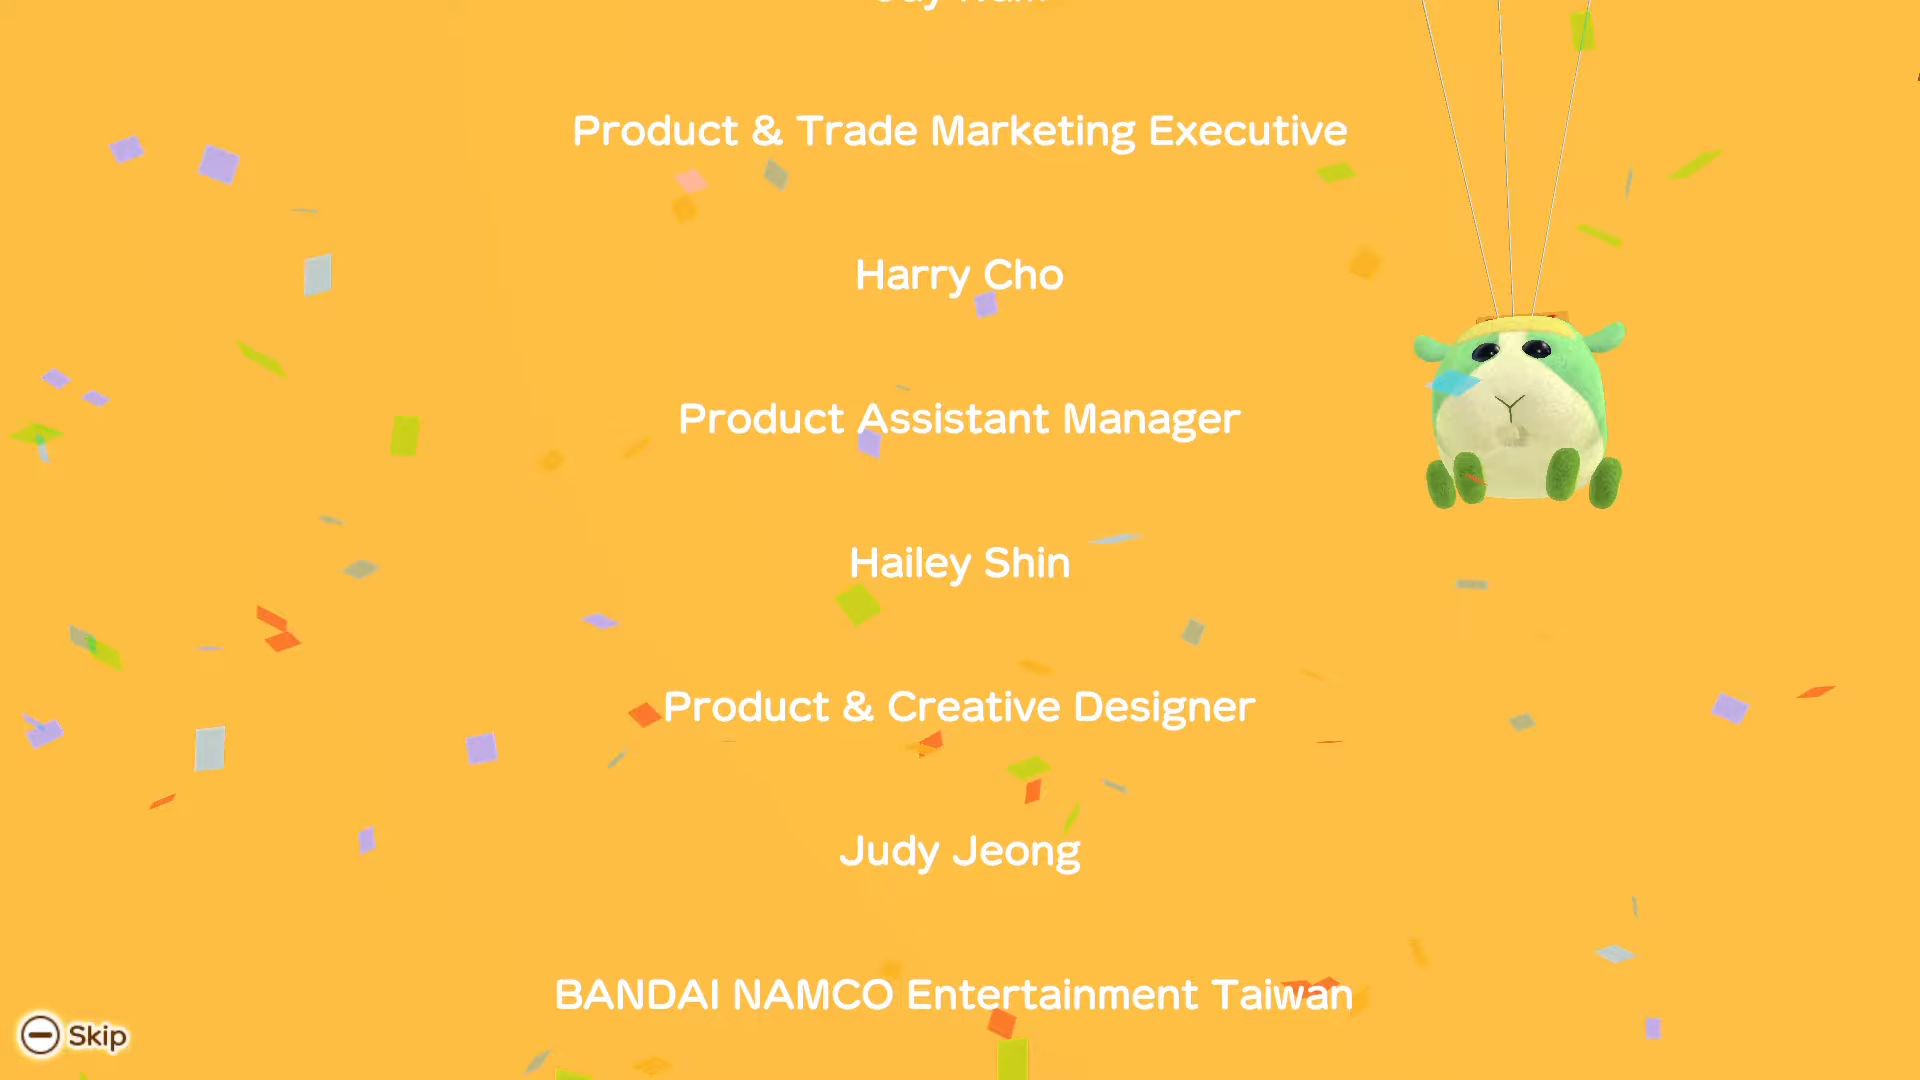 Product & Trade Marketing Executive
Harry Cho
Product Assistant Manager
Hailey Shin
Product & Creative Designer
Judy Jeong
BANDAI NAMCO Entertainment Taiwan
Skip